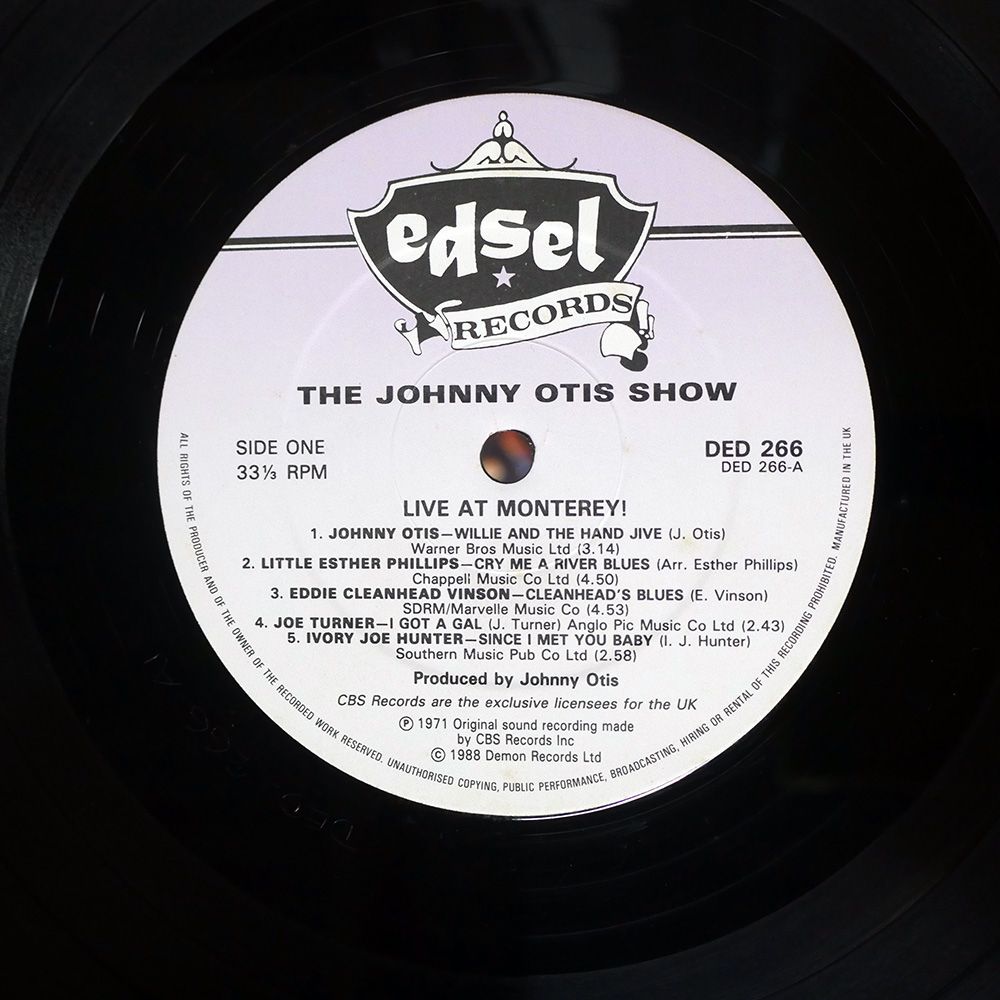 edsel
RECORDS
THE JOHNNY OTIS SHOW
SIDE ONE
33⅓ RPM
DED 266
DED 266-A
LIVE AT MONTEREY!
1. JOHNNY OTIS—WILLIE AND THE HAND JIVE (J. Otis)
Warner Bros Music Ltd (3.14)
2. LITTLE ESTHER PHILLIPS—CRY ME A RIVER BLUES (Arr. Esther Phillips)
Chappell Music Co Ltd (4.50)
3. EDDIE CLEANHEAD VINSON—CLEANHEAD'S BLUES (E. Vinson)
SDRM/Marvelle Music Co (4.53)
4. JOE TURNER—I GOT A GAL (J. Turner) Anglo Pic Music Co Ltd (2.43)
5. IVORY JOE HUNTER—SINCE I MET YOU BABY (I. J. Hunter)
Southern Music Pub Co Ltd (2.58)
Produced by Johnny Otis
CBS Records are the exclusive licensees for the UK
Ⓟ 1971 Original sound recording made
by CBS Records Inc
© 1988 Demon Records Ltd
ALL RIGHTS OF THE PRODUCER AND OF THE OWNER OF THE RECORDED WORK RESERVED. UNAUTHORISED COPYING, PUBLIC PERFORMANCE, BROADCASTING, HIRING OR RENTAL OF THIS RECORDING PROHIBITED. MANUFACTURED IN THE UK